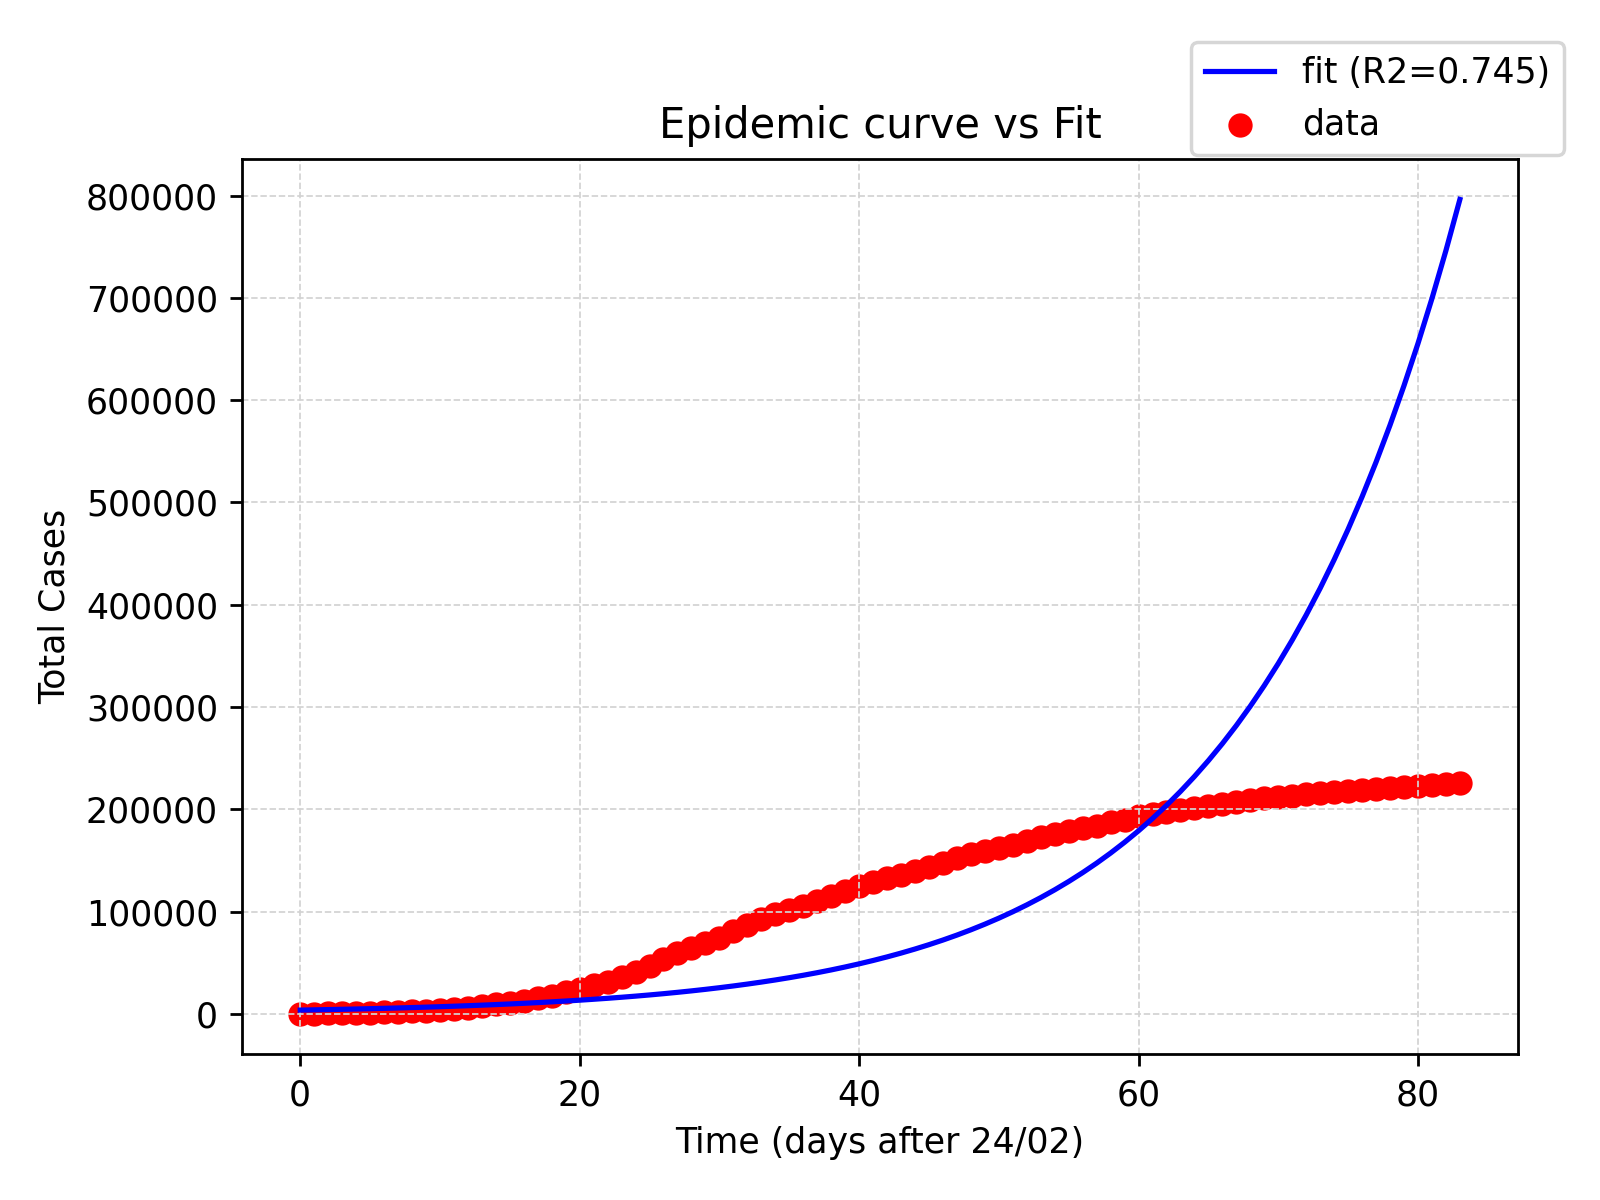 fit (R2=0.745)
data
Epidemic curve vs Fit
800000
700000
600000
500000
400000
300000
200000
100000
0
Total Cases
0 20 40 60 80
Time (days after 24/02)